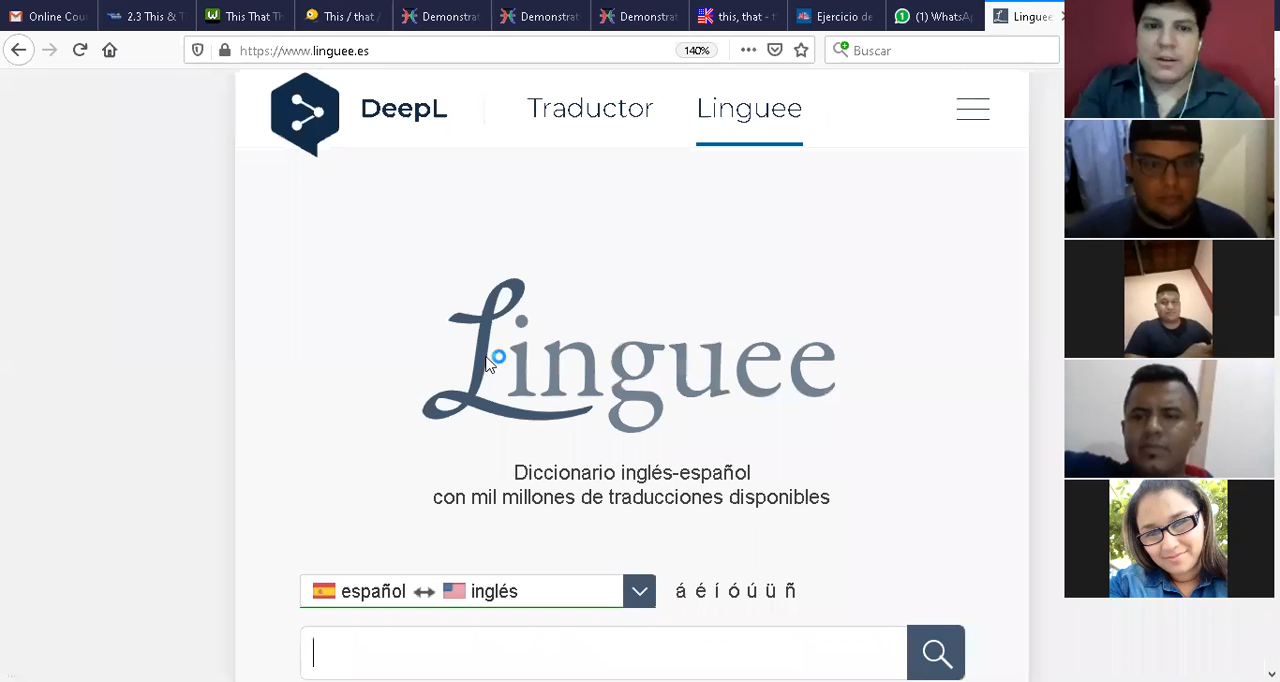 Online Cou
2.3 This & T
This That Th
This / that /
Demonstrat
Demonstrat
Demonstrat
this, that - t
Ejercicio de
(1) WhatsA
Lingue
https://www.linguee.es
140%
Buscar
DeepL
Traductor
Linguee
Linguee
Diccionario inglés-español
con mil millones de traducciones disponibles
español
inglés
á é í ó ú ü ñ